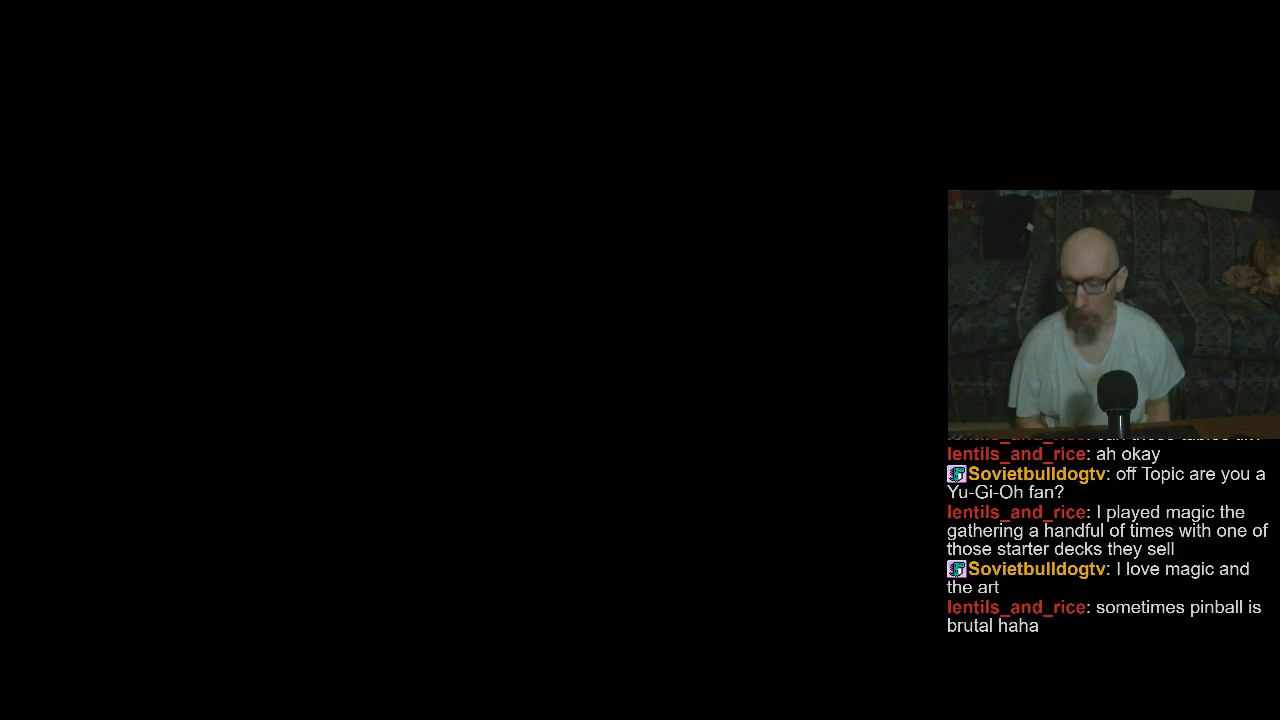 lentils_and_rice: ah okay
Sovietbulldogtv: off Topic are you a
Yu-Gi-Oh fan?
lentils_and_rice: I played magic the
gathering a handful of times with one of
those starter decks they sell
Sovietbulldogtv: I love magic and
the art
lentils_and_rice: sometimes pinball is
brutal haha